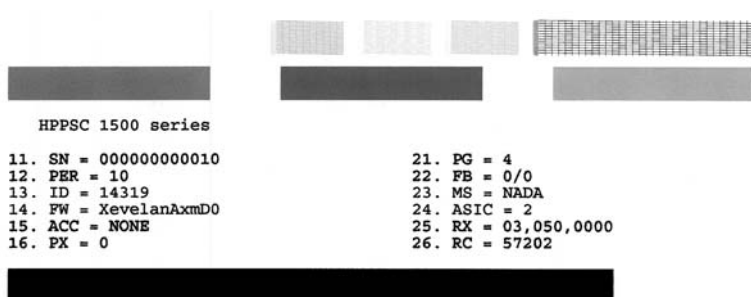 HPPSC 1500 series
11. SN = 000000000010
12. PER = 10
13. ID = 14319
14. FW = XevelanAxmD0
15. ACC = NONE
16. PX = 0
21. PG = 4
22. FB = 0/0
23. MS = NADA
24. ASIC = 2
25. RX = 03,050,0000
26. RC = 57202